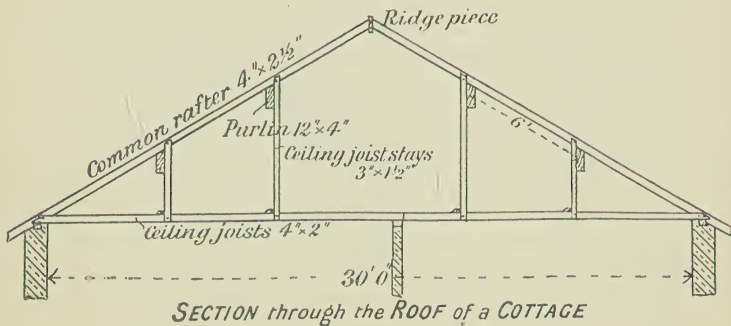 Ridge piece
Common rafter 4"×2½"
Purlin 12"×4"
Ceiling joist stays
3"×1½"
6'
Ceiling joists 4"×2"
30'0"
SECTION through the ROOF of a COTTAGE